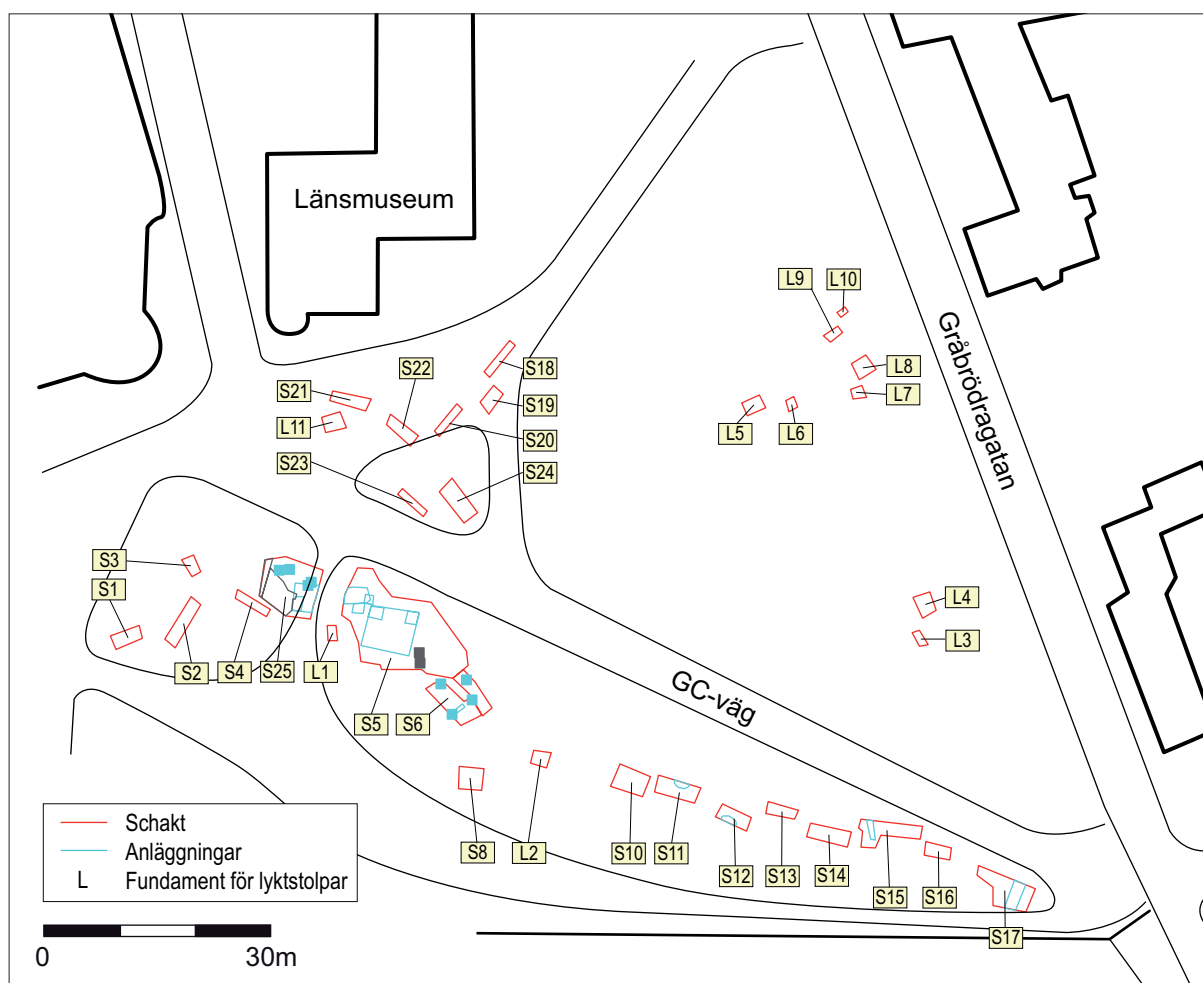 Länsmuseum
L9
L10
Gråbrödragatan
L8
L7
L5
L6
S18
S22
S21
S19
L11
S20
S23
S24
S3
S1
L4
L3
S2
S4
S25
L1
S5
S6
GC-väg
S8
L2
S10
S11
S12
S13
S14
S15
S16
S17
Schakt
Anläggningar
L Fundament för lyktstolpar
0 30m